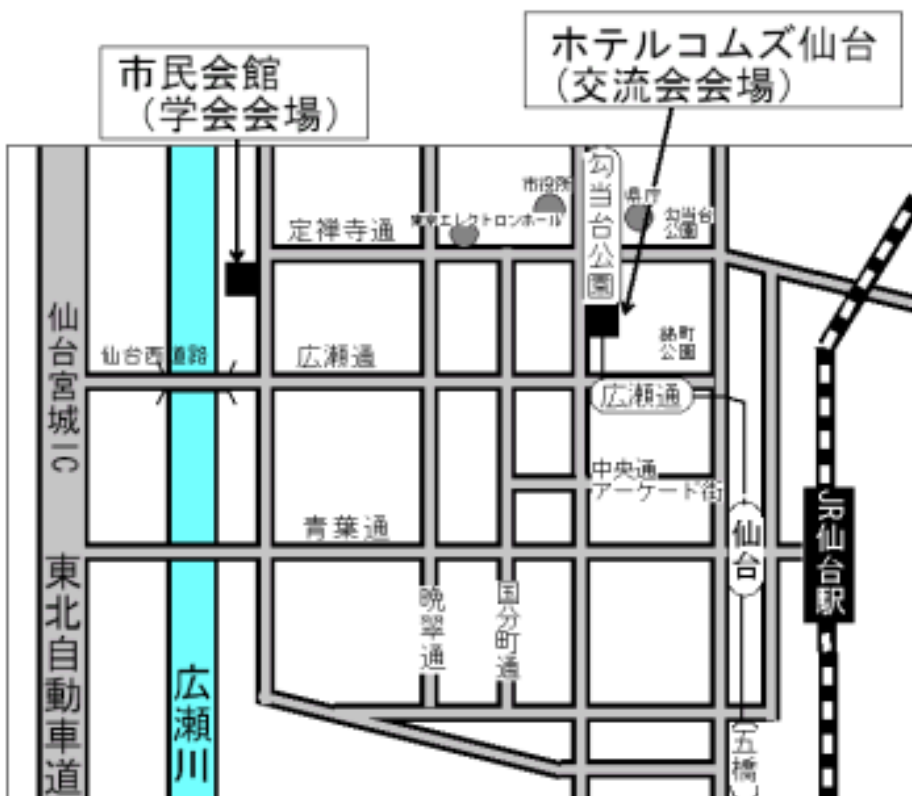 市民会館
（学会会場）
ホテルコムズ仙台
（交流会会場）
勾当台公園
市役所
県庁
東京エレクトロンホール
勾当台
公園
定禅寺通
仙台宮城IC
仙台西道路
広瀬通
錦町
公園
広瀬通
中央通
アーケード街
青葉通
仙台
JR仙台駅
東北自動車道
広瀬川
晩翠通
国分町通
五橋